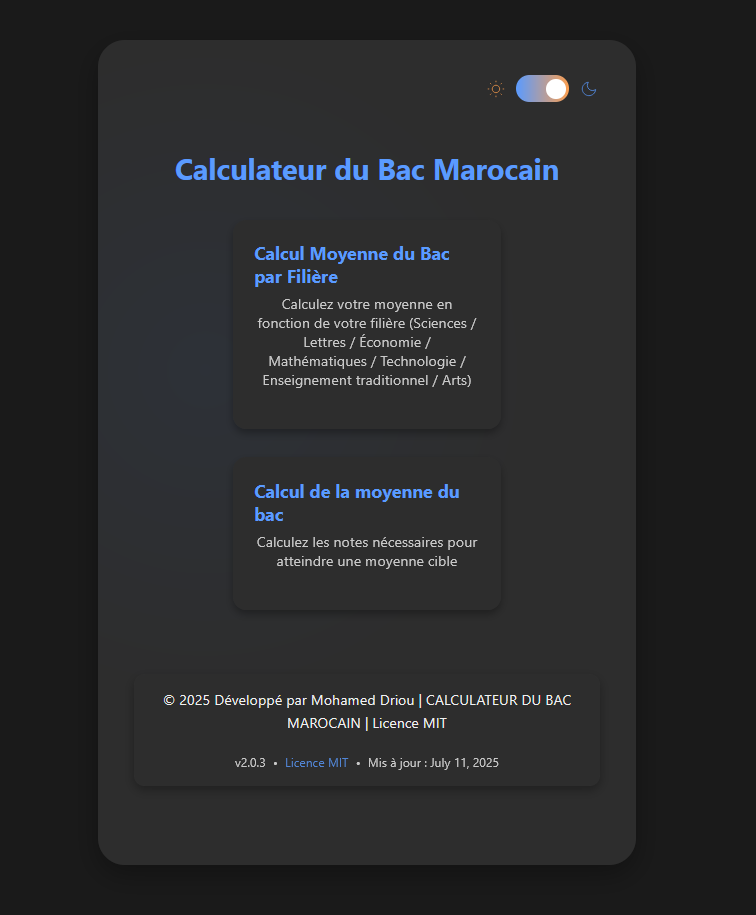 Calculateur du Bac Marocain
Calcul Moyenne du Bac
par Filière
Calculez votre moyenne en
fonction de votre filière (Sciences /
Lettres / Économie /
Mathématiques / Technologie /
Enseignement traditionnel / Arts)
Calcul de la moyenne du
bac
Calculez les notes nécessaires pour
atteindre une moyenne cible
© 2025 Développé par Mohamed Driou | CALCULATEUR DU BAC
MAROCAIN | Licence MIT
v2.0.3 • Licence MIT • Mis à jour : July 11, 2025